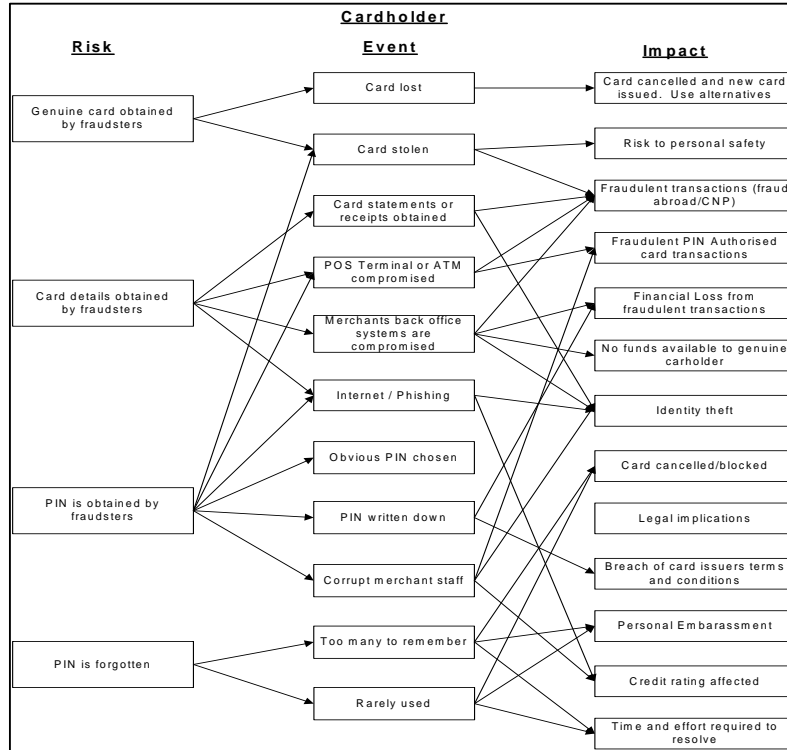 Cardholder
Risk
Event
Impact
Genuine card obtained
by fraudsters
Card details obtained
by fraudsters
PIN is obtained by
fraudsters
PIN is forgotten
Card lost
Card stolen
Card statements or
receipts obtained
POS Terminal or ATM
compromised
Merchants back office
systems are
compromised
Internet / Phishing
Obvious PIN chosen
PIN written down
Corrupt merchant staff
Too many to remember
Rarely used
Card cancelled and new card
issued. Use alternatives
Risk to personal safety
Fraudulent transactions (fraud
abroad/CNP)
Fraudulent PIN Authorised
card transactions
Financial Loss from
fraudulent transactions
No funds available to genuine
carholder
Identity theft
Card cancelled/blocked
Legal implications
Breach of card issuers terms
and conditions
Personal Embarassment
Credit rating affected
Time and effort required to
resolve